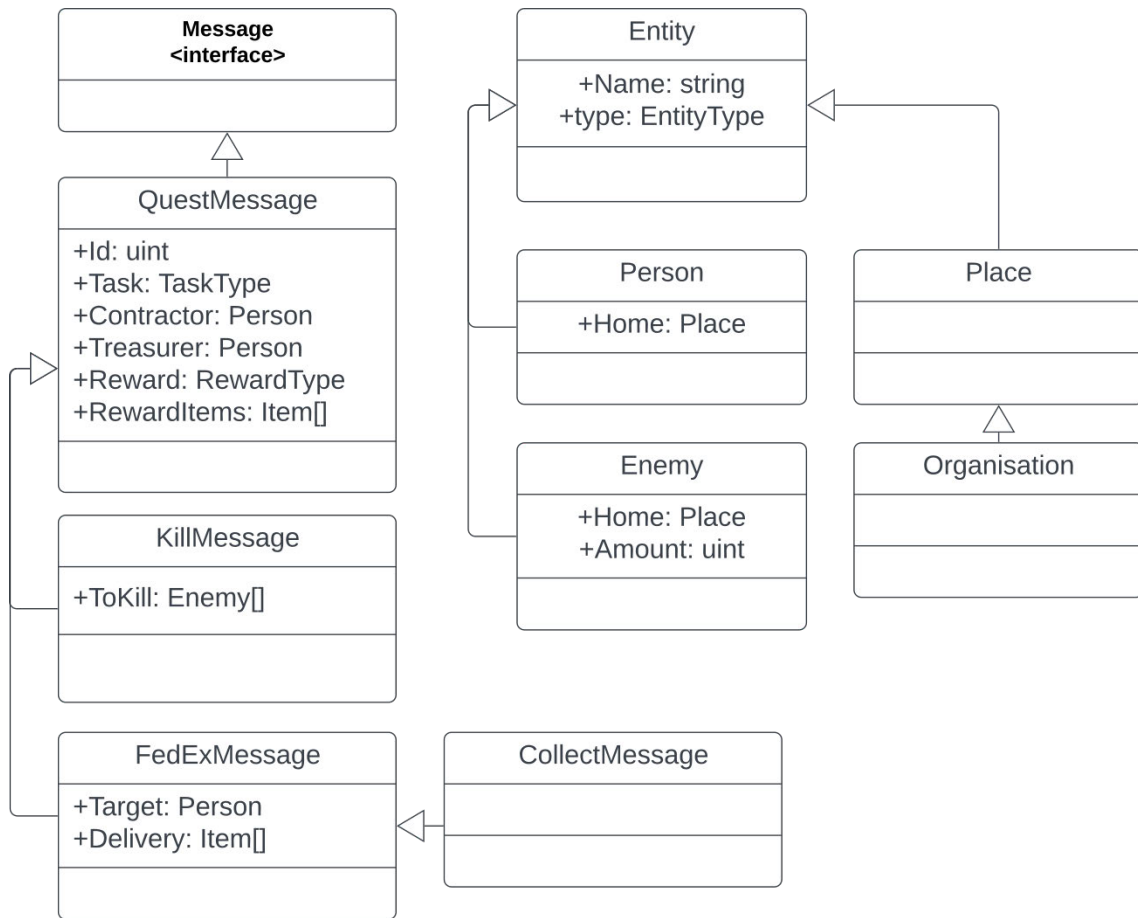 Message
<interface>
QuestMessage
+Id: uint
+Task: TaskType
+Contractor: Person
+Treasurer: Person
+Reward: RewardType
+RewardItems: Item[]
KillMessage
+ToKill: Enemy[]
FedExMessage
+Target: Person
+Delivery: Item[]
CollectMessage
Entity
+Name: string
+type: EntityType
Person
+Home: Place
Enemy
+Home: Place
+Amount: uint
Place
Organisation